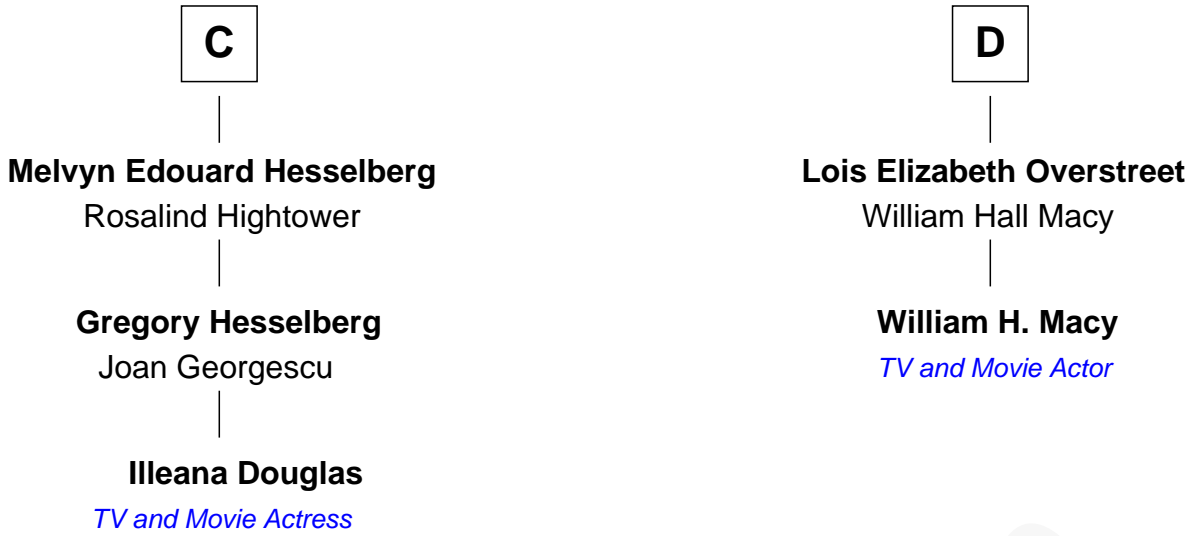 C
Melvyn Edouard Hesselberg
Rosalind Hightower
Gregory Hesselberg
Joan Georgescu
Illeana Douglas
TV and Movie Actress
D
Lois Elizabeth Overstreet
William Hall Macy
William H. Macy
TV and Movie Actor